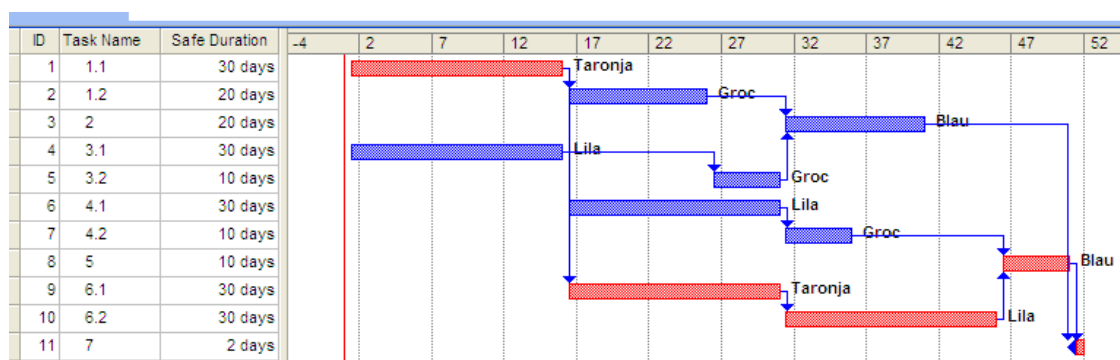 ID Task Name Safe Duration -4 2 7 12 17 22 27 32 37 42 47 52
1 1.1 30 days Taronja
2 1.2 20 days Groc
3 2 20 days Blau
4 3.1 30 days Lila
5 3.2 10 days Groc
6 4.1 30 days Lila
7 4.2 10 days Groc
8 5 10 days Blau
9 6.1 30 days Taronja
10 6.2 30 days Lila
11 7 2 days